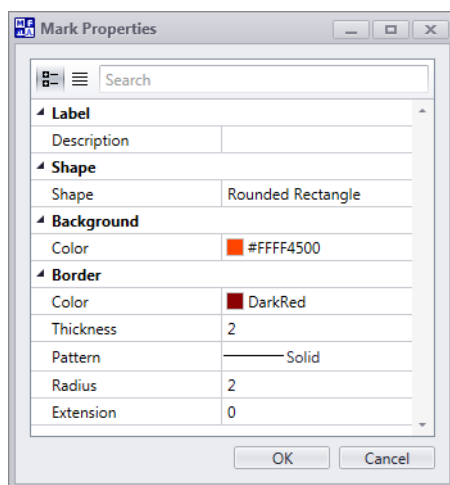 Mark Properties
Search
Label
Description
Shape
Shape Rounded Rectangle
Background
Color #FFFF4500
Border
Color DarkRed
Thickness 2
Pattern Solid
Radius 2
Extension 0
OK Cancel